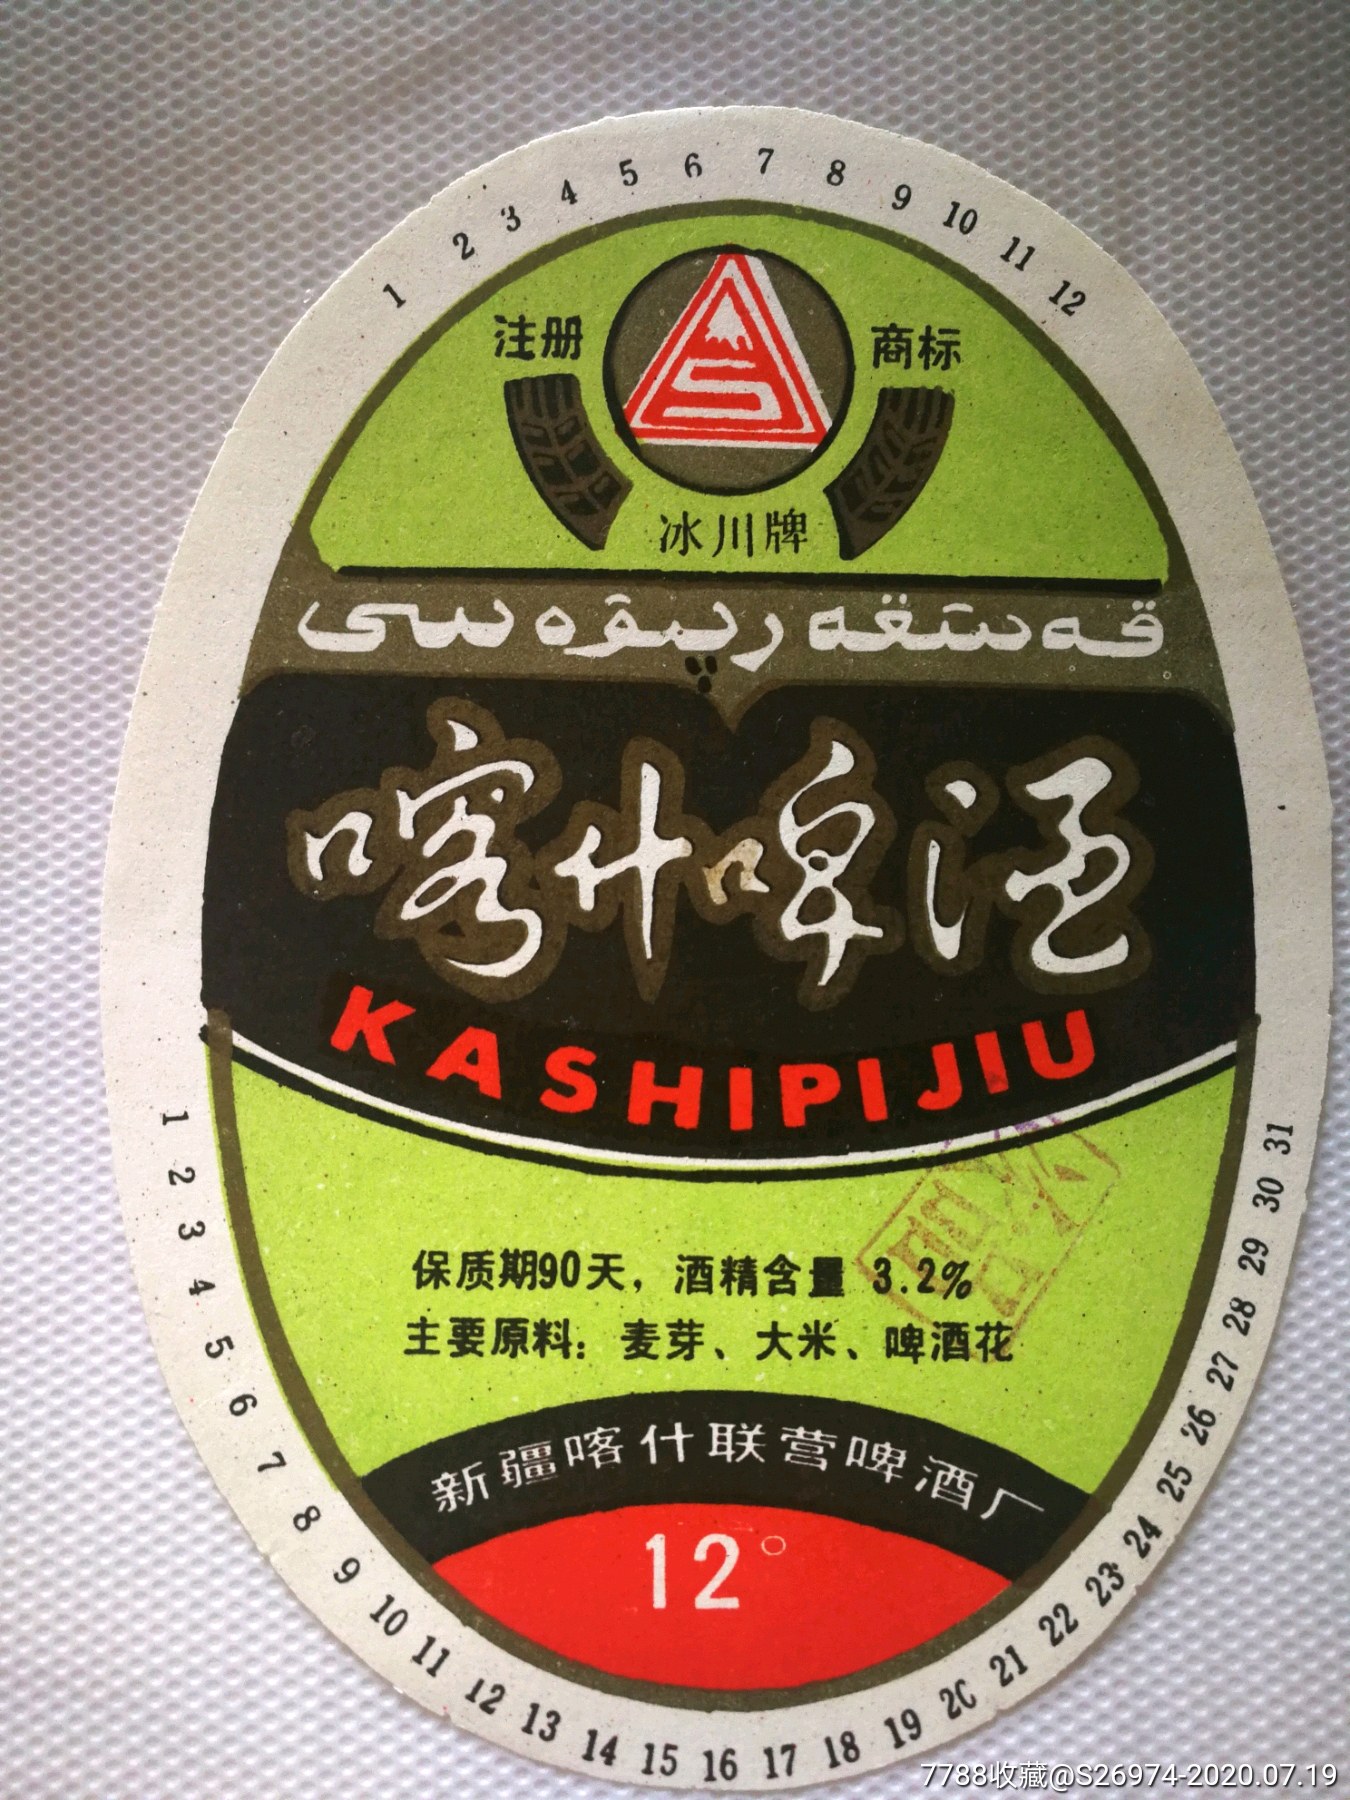 1 2 3 4 5 6 7 8 9 10 11 12
注册 商标
冰川牌
قەشقەر پىۋەسى
喀什啤酒
KASHIPIJIU
保质期90天，酒精含量 3.2%
主要原料：麦芽、大米、啤酒花
新疆喀什联营啤酒厂
12°
1 2 3 4 5 6 7 8 9 10 11 12 13 14 15 16 17 18 19 20 21 22 23 24 25 26 27 28 29 30 31
7788收藏@S26974-2020.07.19